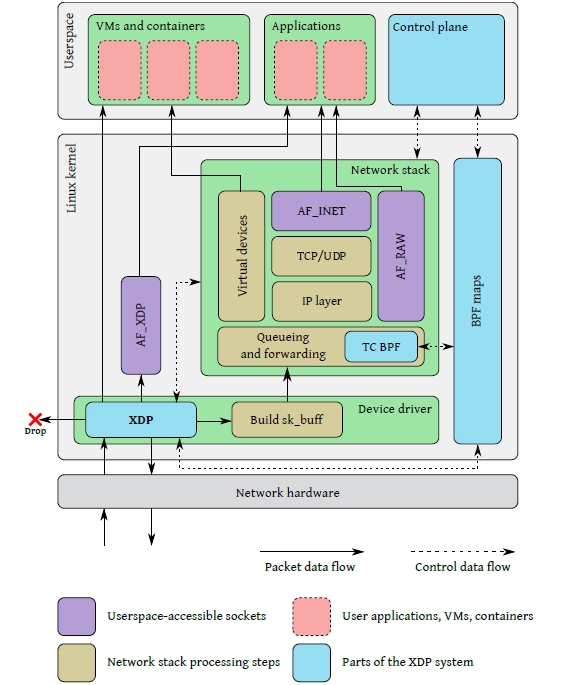 Userspace
VMs and containers
Applications
Control plane
Linux kernel
Network stack
Virtual devices
AF_INET
AF_RAW
TCP/UDP
IP layer
BPF maps
AF_XDP
Queueing
and forwarding
TC BPF
Device driver
XDP
Build sk_buff
Drop
Network hardware
Packet data flow
Control data flow
Userspace-accessible sockets
User applications, VMs, containers
Network stack processing steps
Parts of the XDP system